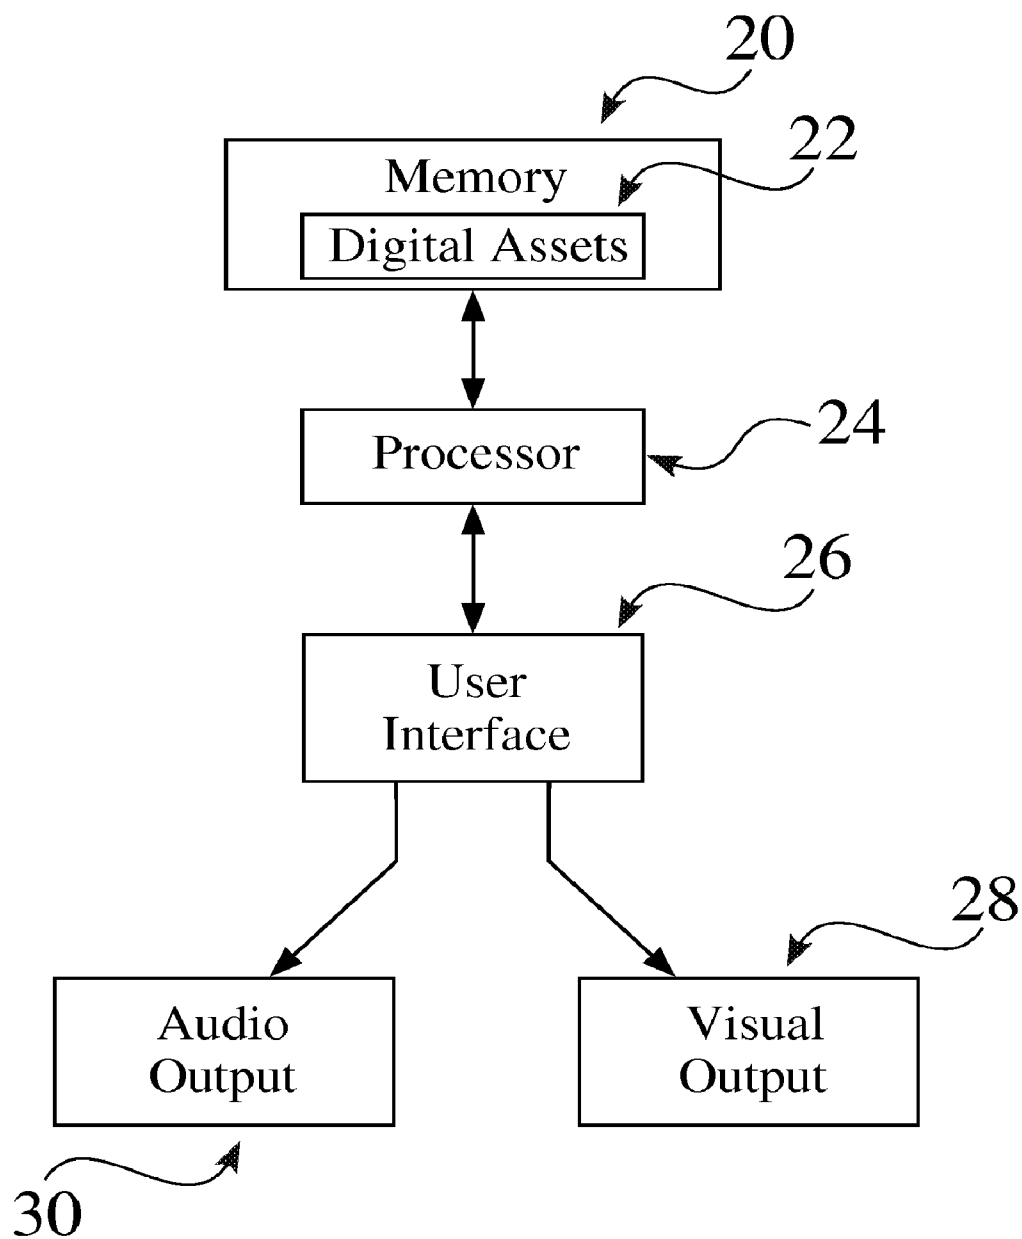 20
22
Memory
Digital Assets
24
Processor
26
User
Interface
28
Audio
Output
Visual
Output
30